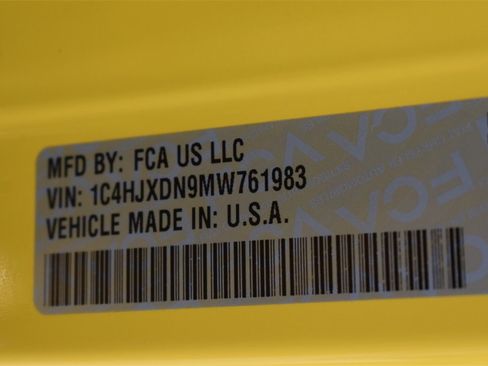 MFD BY: FCA US LLC
VIN: 1C4HJXDN9MW761983
VEHICLE MADE IN: U.S.A.